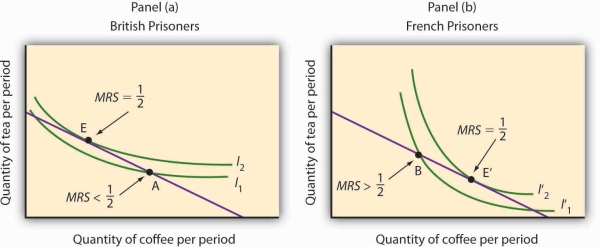 Panel (a)
British Prisoners
Quantity of tea per period
MRS = 1/2
E
MRS < 1/2
A
I2
I1
Quantity of coffee per period
Panel (b)
French Prisoners
Quantity of tea per period
MRS = 1/2
B
E'
MRS > 1/2
I'2
I'1
Quantity of coffee per period